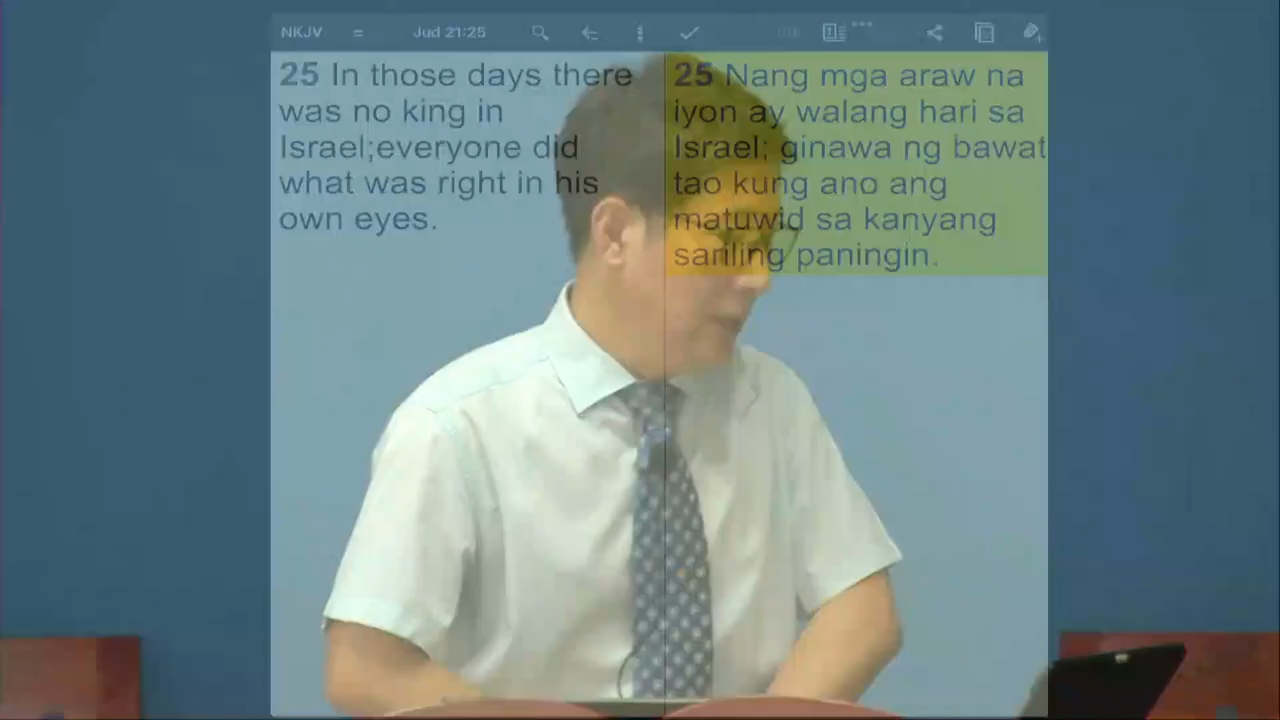 NKJV = Jud 21:25
25 In those days there
was no king in
Israel;everyone did
what was right in his
own eyes.
25 Nang mga araw na
iyon ay walang hari sa
Israel; ginawa ng bawat
tao kung ano ang
matuwid sa kanyang
sariling paningin.